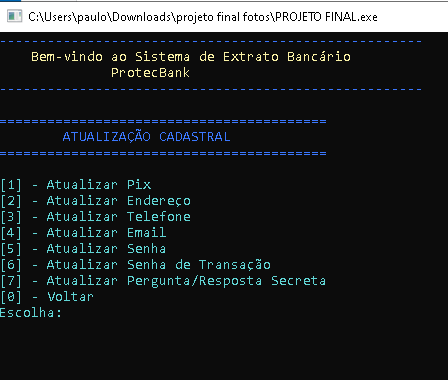 C:\Users\paulo\Downloads\projeto final fotos\PROJETO FINAL.exe
-----------------------------------------------------
Bem-vindo ao Sistema de Extrato Bancário
ProtecBank
-----------------------------------------------------
=========================================
ATUALIZAÇÃO CADASTRAL
=========================================
[1] - Atualizar Pix
[2] - Atualizar Endereço
[3] - Atualizar Telefone
[4] - Atualizar Email
[5] - Atualizar Senha
[6] - Atualizar Senha de Transação
[7] - Atualizar Pergunta/Resposta Secreta
[0] - Voltar
Escolha: